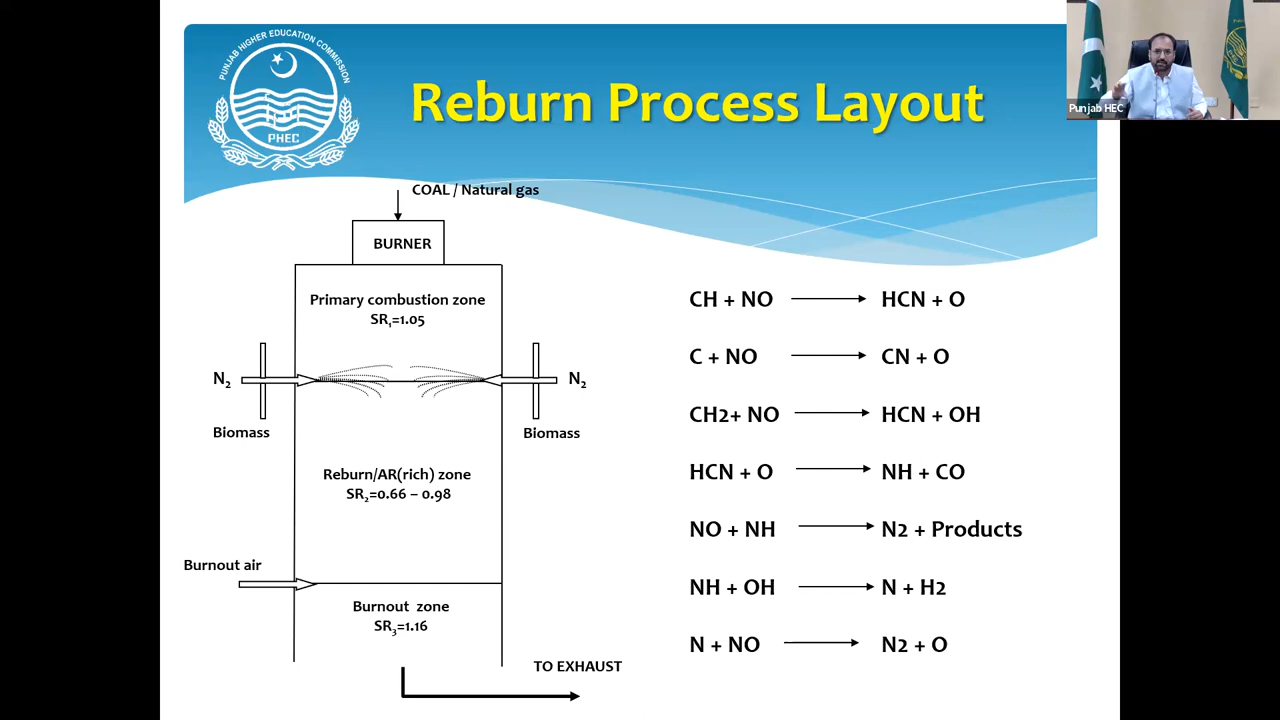 PUNJAB HIGHER EDUCATION COMMISSION
PHEC
Reburn Process Layout
Punjab HEC
COAL / Natural gas
BURNER
Primary combustion zone
SR₁=1.05
N₂
N₂
Biomass
Biomass
Reburn/AR(rich) zone
SR₂=0.66 – 0.98
Burnout air
Burnout zone
SR₃=1.16
TO EXHAUST
CH + NO → HCN + O
C + NO → CN + O
CH2+ NO → HCN + OH
HCN + O → NH + CO
NO + NH → N2 + Products
NH + OH → N + H2
N + NO → N2 + O